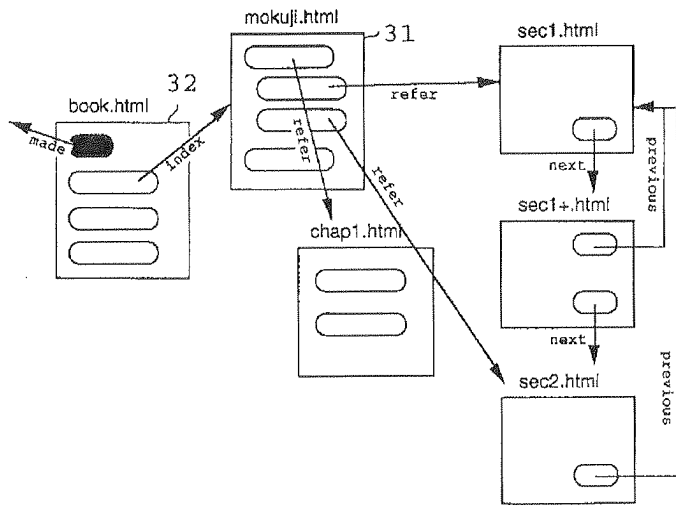 mokuji.html
31
sec1.html
32
book.html
made
index
refer
refer
refer
next
previous
sec1+.html
chap1.html
next
sec2.html
previous